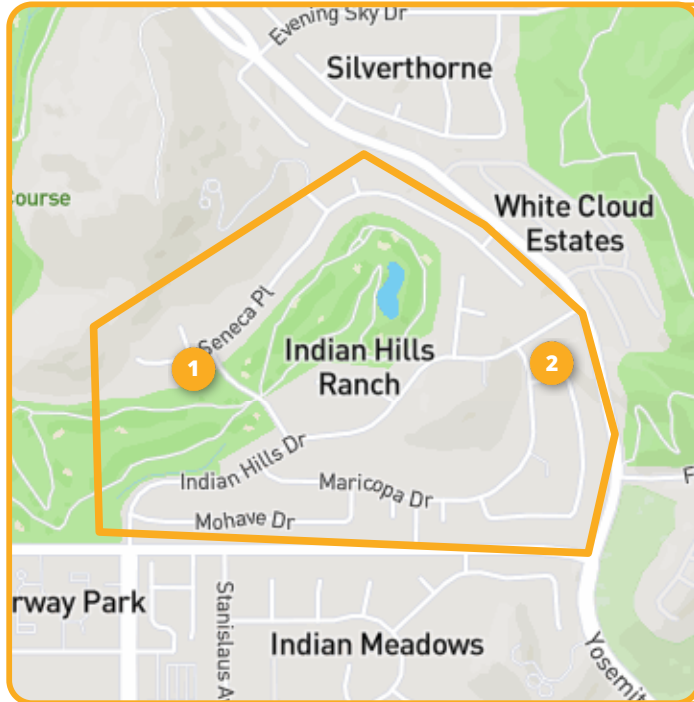 Evening Sky Dr
Silverthorne
ourse
White Cloud
Estates
Seneca Pl
1
Indian Hills
Ranch
2
Indian Hills Dr
Maricopa Dr
Mohave Dr
F
rway Park
Stanislaus Av
Indian Meadows
Yosemit